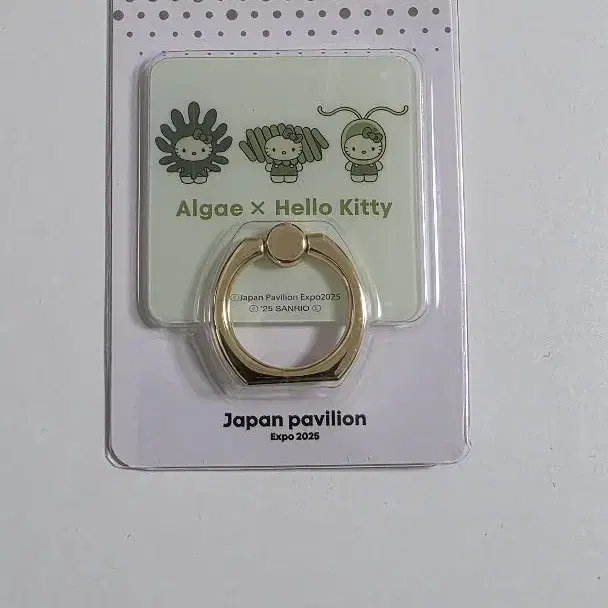 Algae × Hello Kitty
©Japan Pavilion Expo2025
© '25 SANRIO Ⓛ
Japan pavilion
Expo 2025